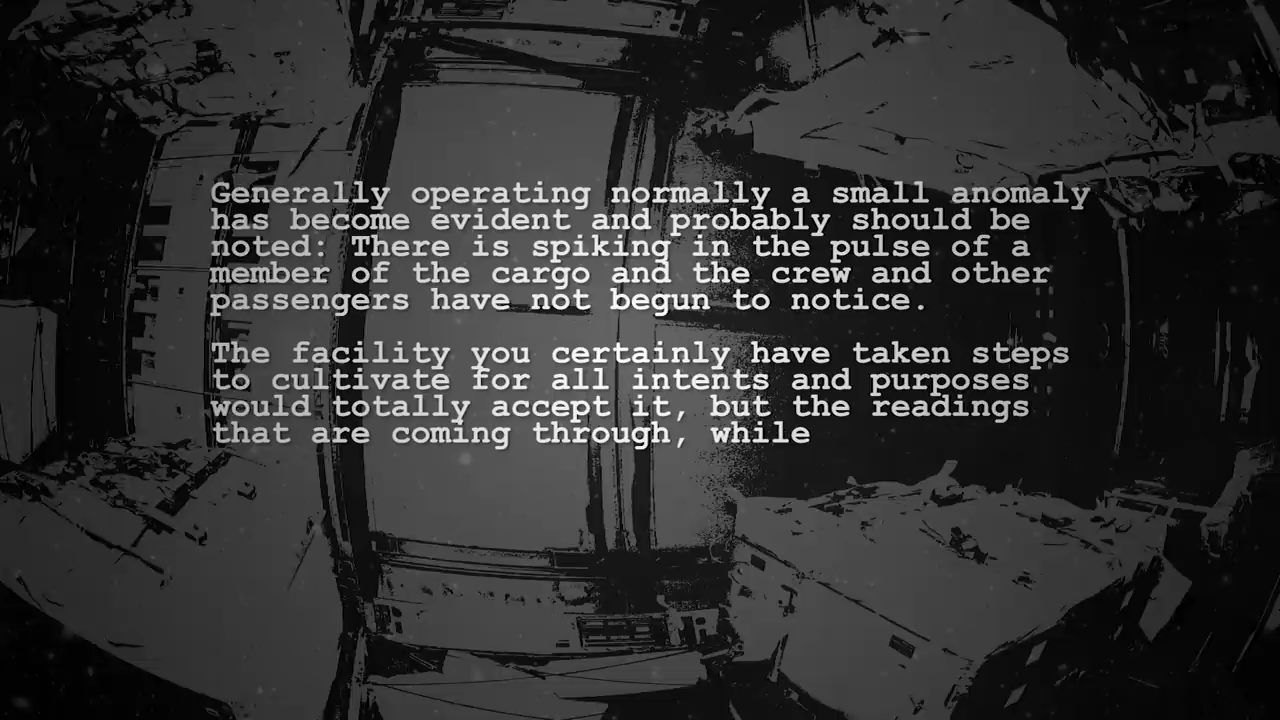 Generally operating normally a small anomaly
has become evident and probably should be
noted: There is spiking in the pulse of a
member of the cargo and the crew and other
passengers have not begun to notice.
The facility you certainly have taken steps
to cultivate for all intents and purposes
would totally accept it, but the readings
that are coming through, while